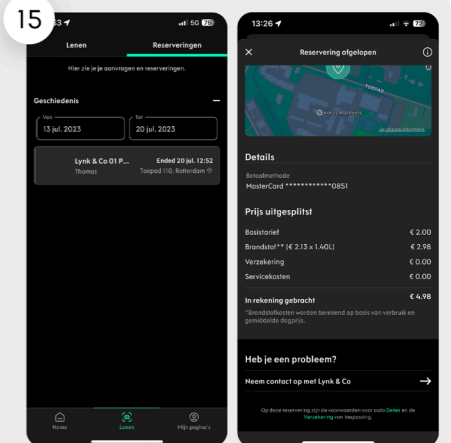 15
:53
5G
Lenen
Reserveringen
Hier zie je je aanvragen en reserveringen.
Geschiedenis
Van
13 jul. 2023
Tot
20 jul. 2023
Lynk & Co 01 P...
Ended 20 jul. 12:52
Thomas
Toepad 110, Rotterdam
Home
Lenen
Mijn pagina's
13:26
Reservering afgelopen
TOEPAD
Juridische informatie
Details
Betaalmethode
MasterCard ************0851
Prijs uitgesplitst
Basistarief
€ 2.00
Brandstof** (€ 2.13 x 1.40L)
€ 2.98
Verzekering
€ 0.00
Servicekosten
€ 0.00
In rekening gebracht
€ 4.98
*Brandstofkosten worden berekend op basis van verbruik en
gemiddelde dagprijs.
Heb je een probleem?
Neem contact op met Lynk & Co
Op deze reservering zijn de voorwaarden voor auto Delen en de
Verzekering van toepassing.